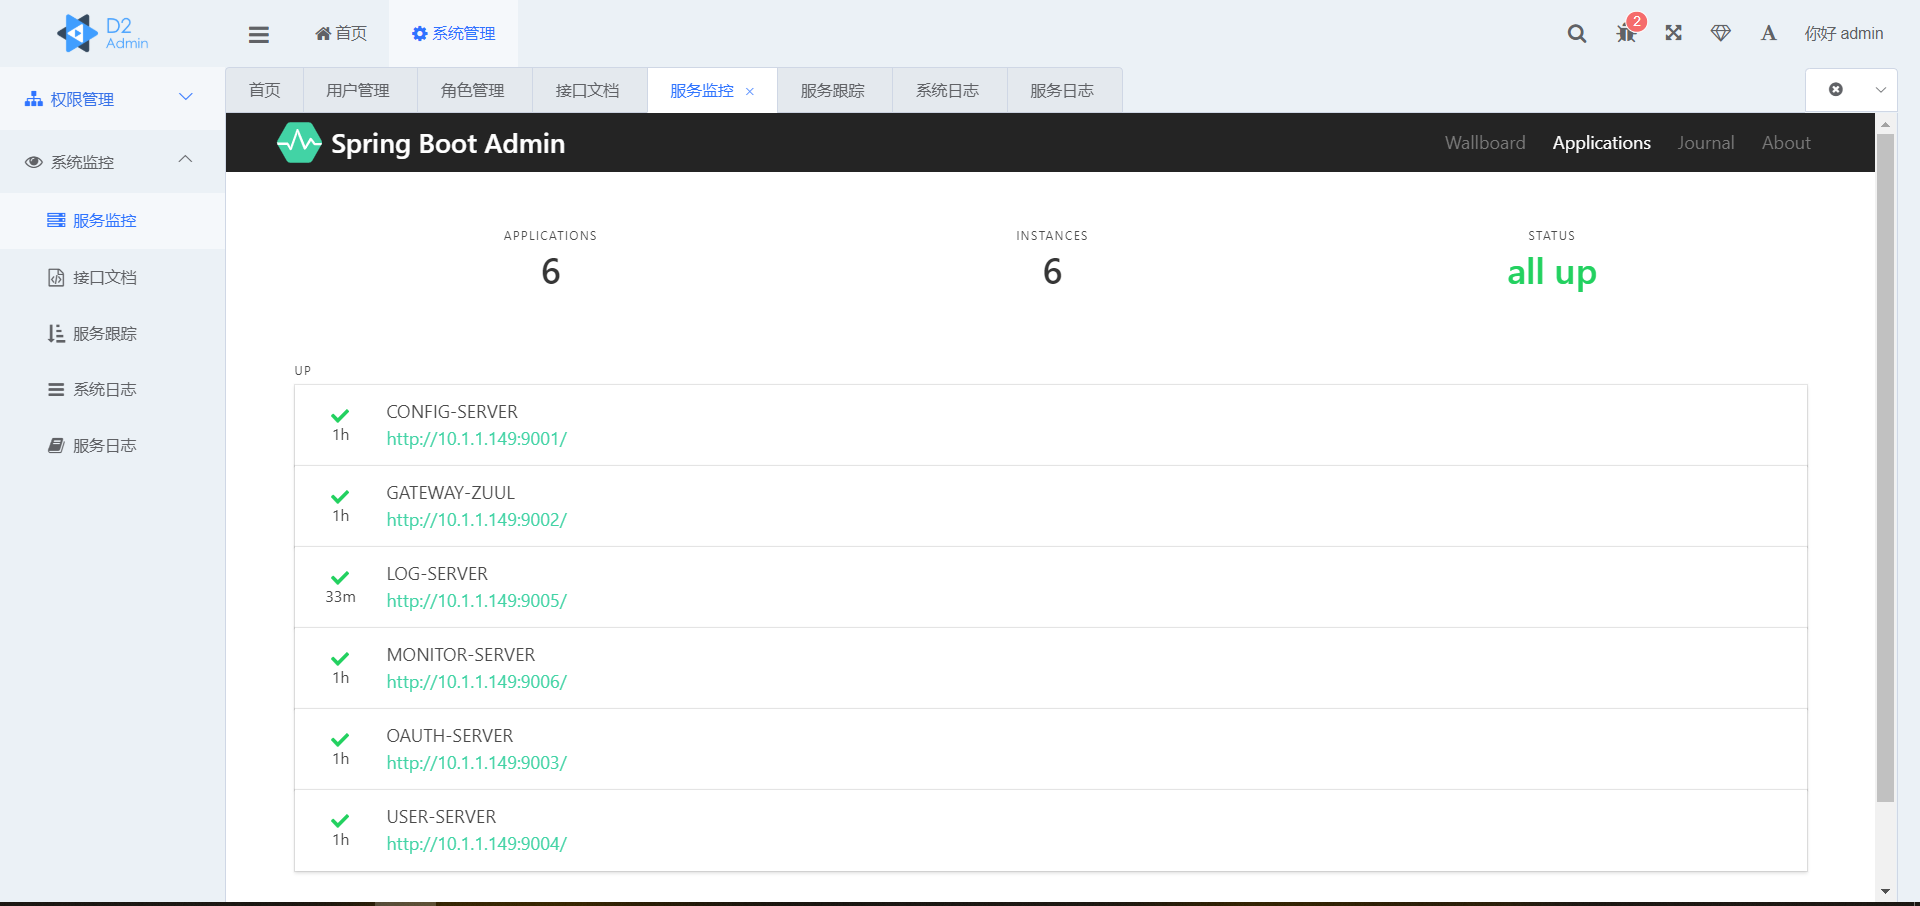 D2
Admin
首页
系统管理
2
你好 admin
权限管理
系统监控
服务监控
接口文档
服务跟踪
系统日志
服务日志
首页
用户管理
角色管理
接口文档
服务监控
服务跟踪
系统日志
服务日志
Spring Boot Admin
Wallboard
Applications
Journal
About
APPLICATIONS
6
INSTANCES
6
STATUS
all up
UP
CONFIG-SERVER
1h
http://10.1.1.149:9001/
GATEWAY-ZUUL
1h
http://10.1.1.149:9002/
LOG-SERVER
33m
http://10.1.1.149:9005/
MONITOR-SERVER
1h
http://10.1.1.149:9006/
OAUTH-SERVER
1h
http://10.1.1.149:9003/
USER-SERVER
1h
http://10.1.1.149:9004/